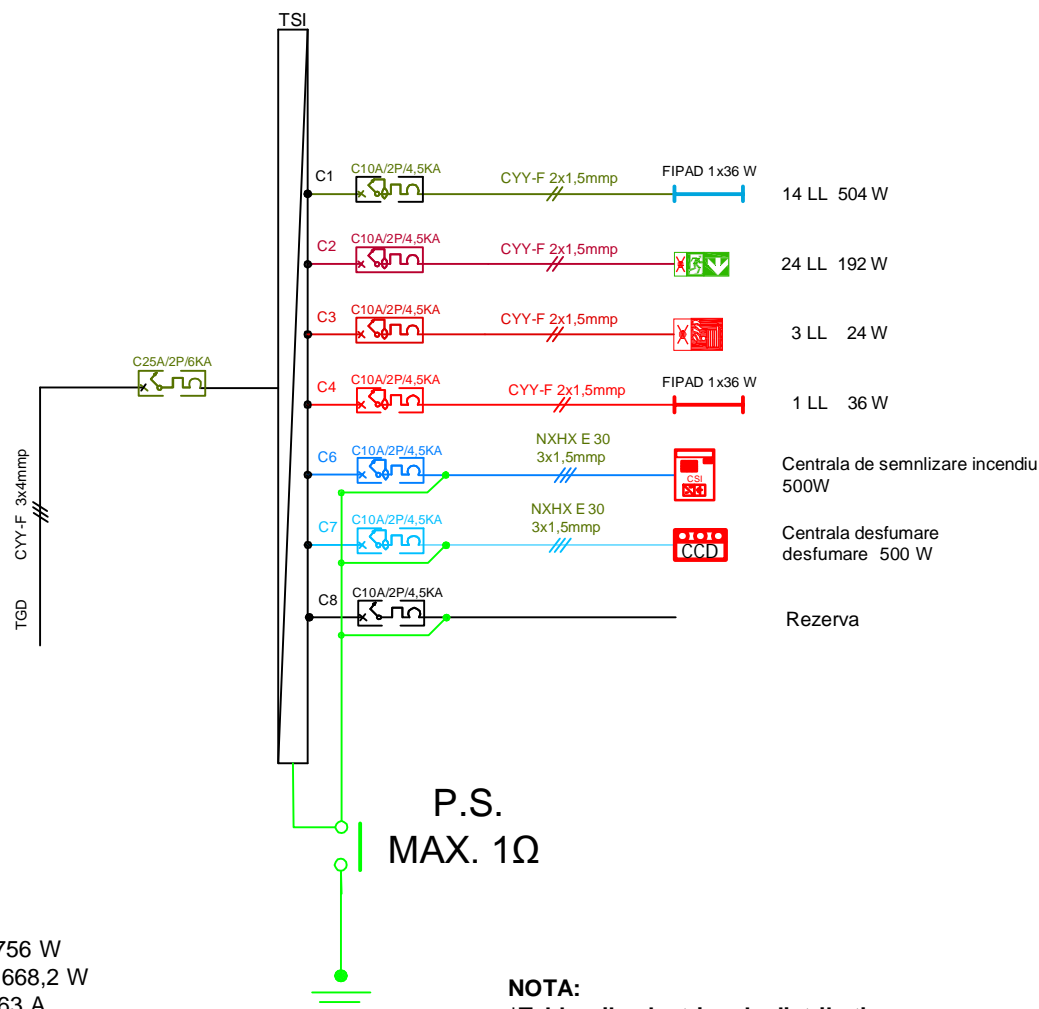 TSI
C1 C10A/2P/4,5KA CYY-F 2x1,5mmp FIPAD 1x36 W 14 LL 504 W
C2 C10A/2P/4,5KA CYY-F 2x1,5mmp 24 LL 192 W
C3 C10A/2P/4,5KA CYY-F 2x1,5mmp 3 LL 24 W
C25A/2P/6KA
C4 C10A/2P/4,5KA CYY-F 2x1,5mmp FIPAD 1x36 W 1 LL 36 W
C6 C10A/2P/4,5KA NXHX E 30
3x1,5mmp
CSI
Centrala de semnlizare incendiu
500W
C7 C10A/2P/4,5KA NXHX E 30
3x1,5mmp
CCD
Centrala desfumare
desfumare 500 W
C8 C10A/2P/4,5KA Rezerva
TGD CYY-F 3x4mmp
P.S.
MAX. 1Ω
756 W
668,2 W
63 A
NOTA: